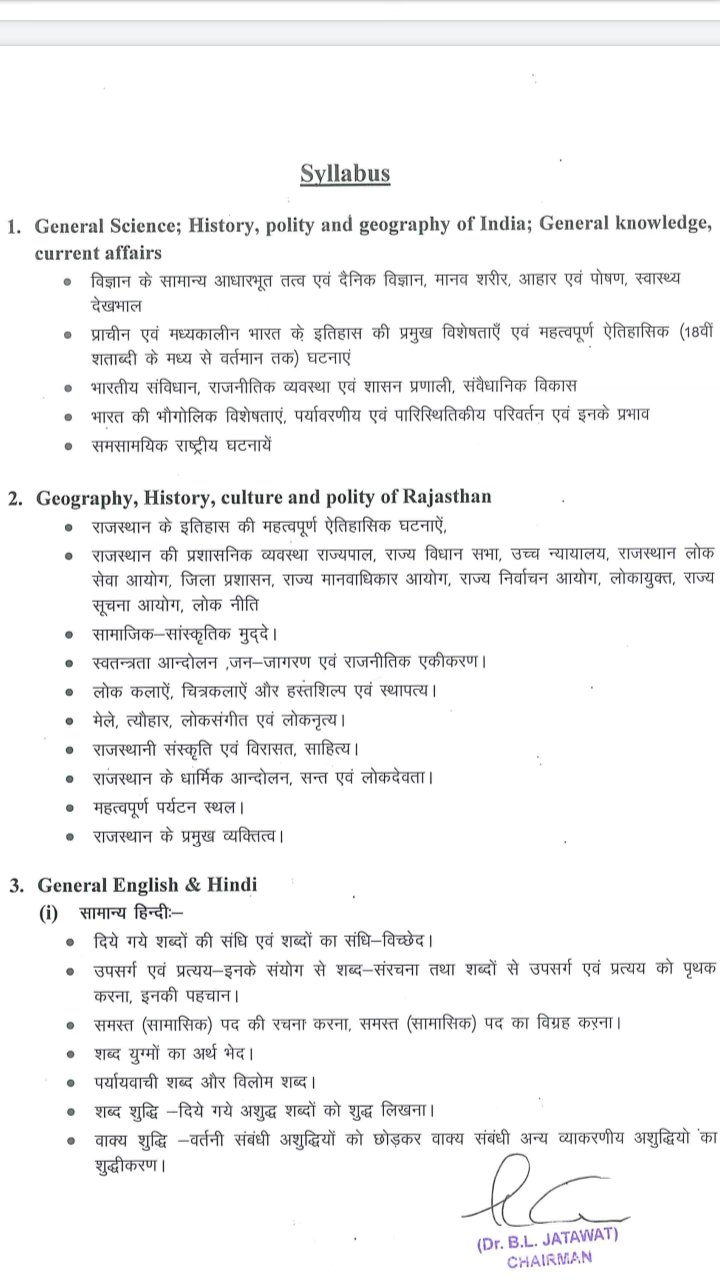 Syllabus
1. General Science; History, polity and geography of India; General knowledge,
current affairs
• विज्ञान के सामान्य आधारभूत तत्व एवं दैनिक विज्ञान, मानव शरीर, आहार एवं पोषण, स्वास्थ्य
देखभाल
• प्राचीन एवं मध्यकालीन भारत के इतिहास की प्रमुख विशेषताएँ एवं महत्वपूर्ण ऐतिहासिक (18वीं
शताब्दी के मध्य से वर्तमान तक) घटनाएं
• भारतीय संविधान, राजनीतिक व्यवस्था एवं शासन प्रणाली, संवैधानिक विकास
• भारत की भौगोलिक विशेषताएं, पर्यावरणीय एवं पारिस्थितिकीय परिवर्तन एवं इनके प्रभाव
• समसामयिक राष्ट्रीय घटनायें
2. Geography, History, culture and polity of Rajasthan
• राजस्थान के इतिहास की महत्वपूर्ण ऐतिहासिक घटनाऐं,
• राजस्थान की प्रशासनिक व्यवस्था राज्यपाल, राज्य विधान सभा, उच्च न्यायालय, राजस्थान लोक
सेवा आयोग, जिला प्रशासन, राज्य मानवाधिकार आयोग, राज्य निर्वाचन आयोग, लोकायुक्त, राज्य
सूचना आयोग, लोक नीति
• सामाजिक–सांस्कृतिक मुद्दे।
• स्वतन्त्रता आन्दोलन ,जन–जागरण एवं राजनीतिक एकीकरण।
• लोक कलाऐं, चित्रकलाऐं और हस्तशिल्प एवं स्थापत्य।
• मेले, त्यौहार, लोकसंगीत एवं लोकनृत्य।
• राजस्थानी संस्कृति एवं विरासत, साहित्य।
• राजस्थान के धार्मिक आन्दोलन, सन्त एवं लोकदेवता।
• महत्वपूर्ण पर्यटन स्थल।
• राजस्थान के प्रमुख व्यक्तित्व।
3. General English & Hindi
(i) सामान्य हिन्दीः–
• दिये गये शब्दों की संधि एवं शब्दों का संधि–विच्छेद।
• उपसर्ग एवं प्रत्यय–इनके संयोग से शब्द–संरचना तथा शब्दों से उपसर्ग एवं प्रत्यय को पृथक
करना, इनकी पहचान।
• समस्त (सामासिक) पद की रचना करना, समस्त (सामासिक) पद का विग्रह करना।
• शब्द युग्मों का अर्थ भेद।
• पर्यायवाची शब्द और विलोम शब्द।
• शब्द शुद्धि –दिये गये अशुद्ध शब्दों को शुद्ध लिखना।
• वाक्य शुद्धि –वर्तनी संबंधी अशुद्धियों को छोड़कर वाक्य संबंधी अन्य व्याकरणीय अशुद्धियो का
शुद्धीकरण।
(Dr. B.L. JATAWAT)
CHAIRMAN